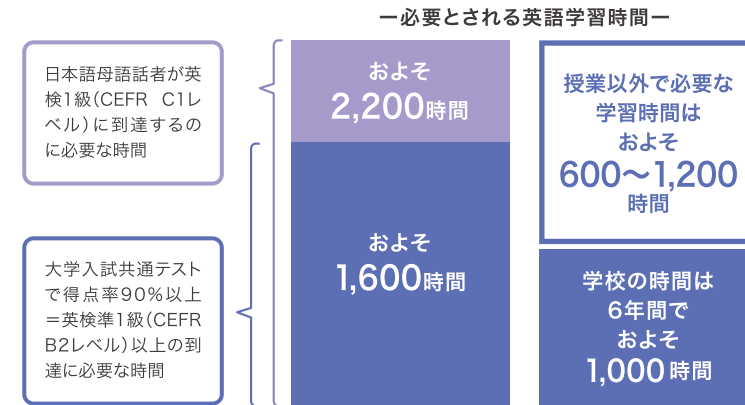 ー必要とされる英語学習時間ー
日本語母語話者が英
検1級（CEFR C1レ
ベル）に到達するの
に必要な時間
およそ
2,200時間
大学入試共通テスト
で得点率90％以上
＝英検準1級（CEFR
B2レベル）以上の到
達に必要な時間
およそ
1,600時間
授業以外で必要な
学習時間は
およそ
600〜1,200
時間
学校の時間は
6年間で
およそ
1,000時間